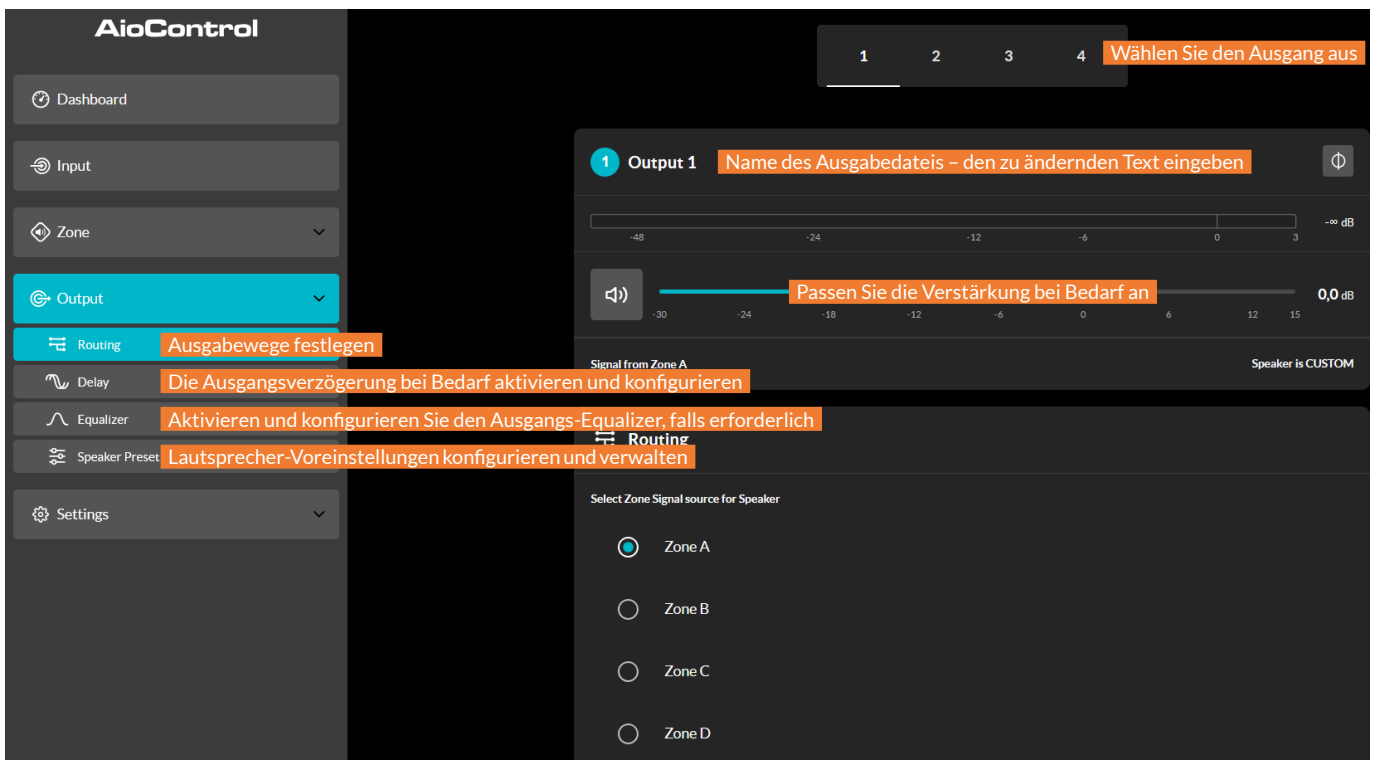 AioControl
Dashboard
Input
Zone
Output
Routing Ausgabewege festlegen
Delay Die Ausgangsverzögerung bei Bedarf aktivieren und konfigurieren
Equalizer Aktivieren und konfigurieren Sie den Ausgangs-Equalizer, falls erforderlich
Speaker Preset Lautsprecher-Voreinstellungen konfigurieren und verwalten
Settings
1 2 3 4 Wählen Sie den Ausgang aus
1 Output 1 Name des Ausgabedateis – den zu ändernden Text eingeben
-∞ dB
-48 -24 -12 -6 0 3
Passen Sie die Verstärkung bei Bedarf an 0,0 dB
-30 -24 -18 -12 -6 0 6 12 15
Signal from Zone A Speaker is CUSTOM
Routing
Select Zone Signal source for Speaker
Zone A
Zone B
Zone C
Zone D